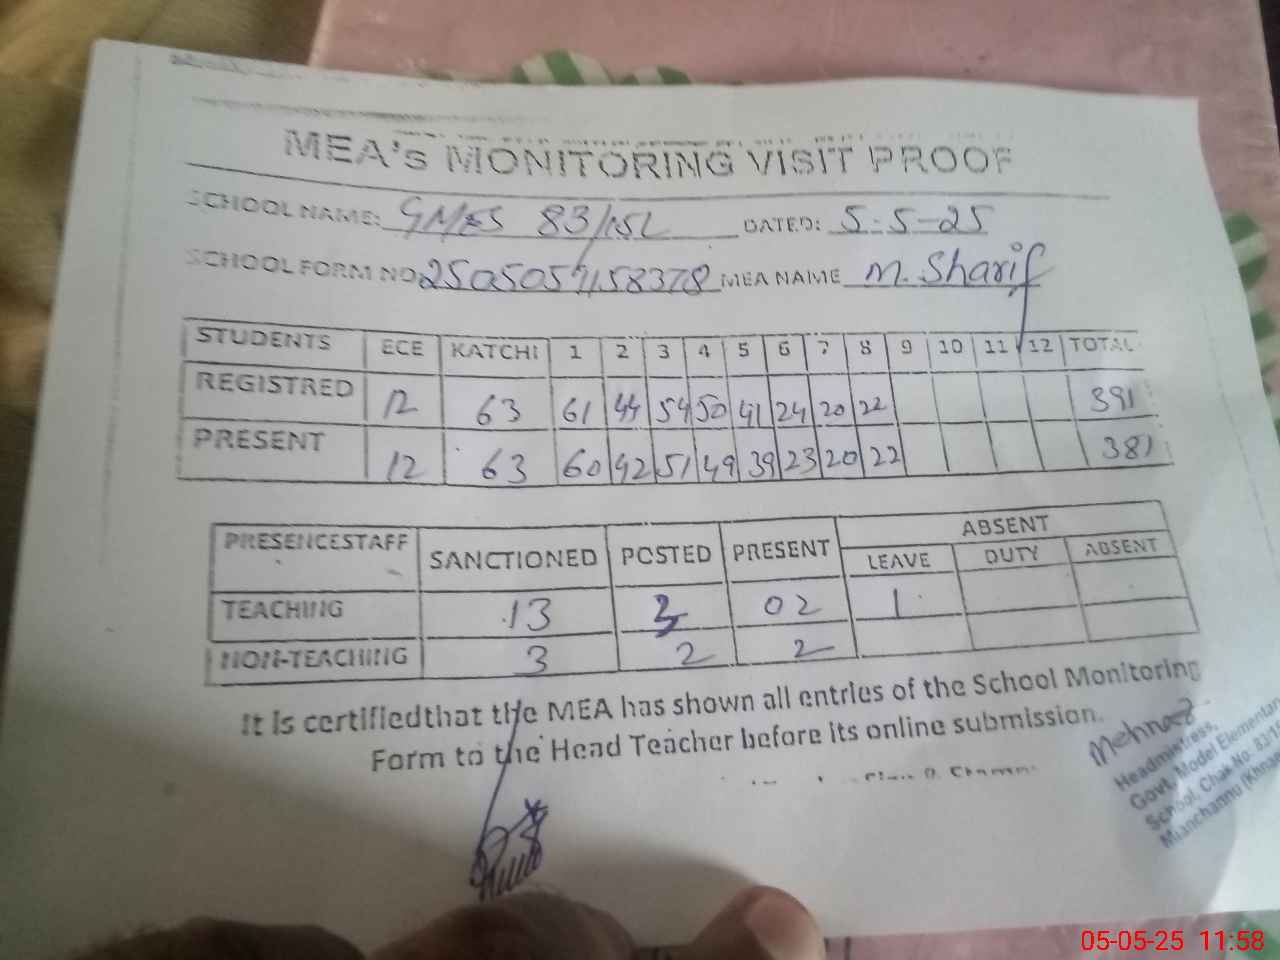 MEA's MONITORING VISIT PROOF
SCHOOL NAME: GMES 83/15L DATED: 5-5-25
SCHOOL FORM NO 2505057158378 MEA NAME M. Sharif
STUDENTS ECE KATCHI 1 2 3 4 5 6 7 8 9 10 11 12 TOTAL
REGISTRED 12 63 61 44 54 50 41 24 20 22 391
PRESENT 12 63 60 42 51 49 39 23 20 22 381
ABSENT
PRESENCESTAFF SANCTIONED POSTED PRESENT LEAVE DUTY ABSENT
TEACHING 13 3 02 1
NON-TEACHING 3 2 2
It is certifiedthat the MEA has shown all entries of the School Monitoring
Form to the Head Teacher before its online submission.
Headmistress,
Govt. Model Elementary
School, Chak No. 83/1
Mianchannu
05-05-25 11:58